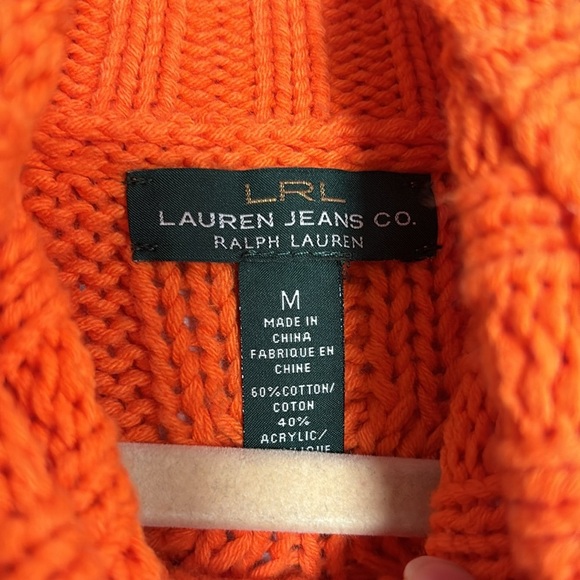 LRL
LAUREN JEANS CO.
RALPH LAUREN
M
MADE IN
CHINA
FABRIQUE EN
CHINE
60%COTTON/
COTON
40%
ACRYLIC/